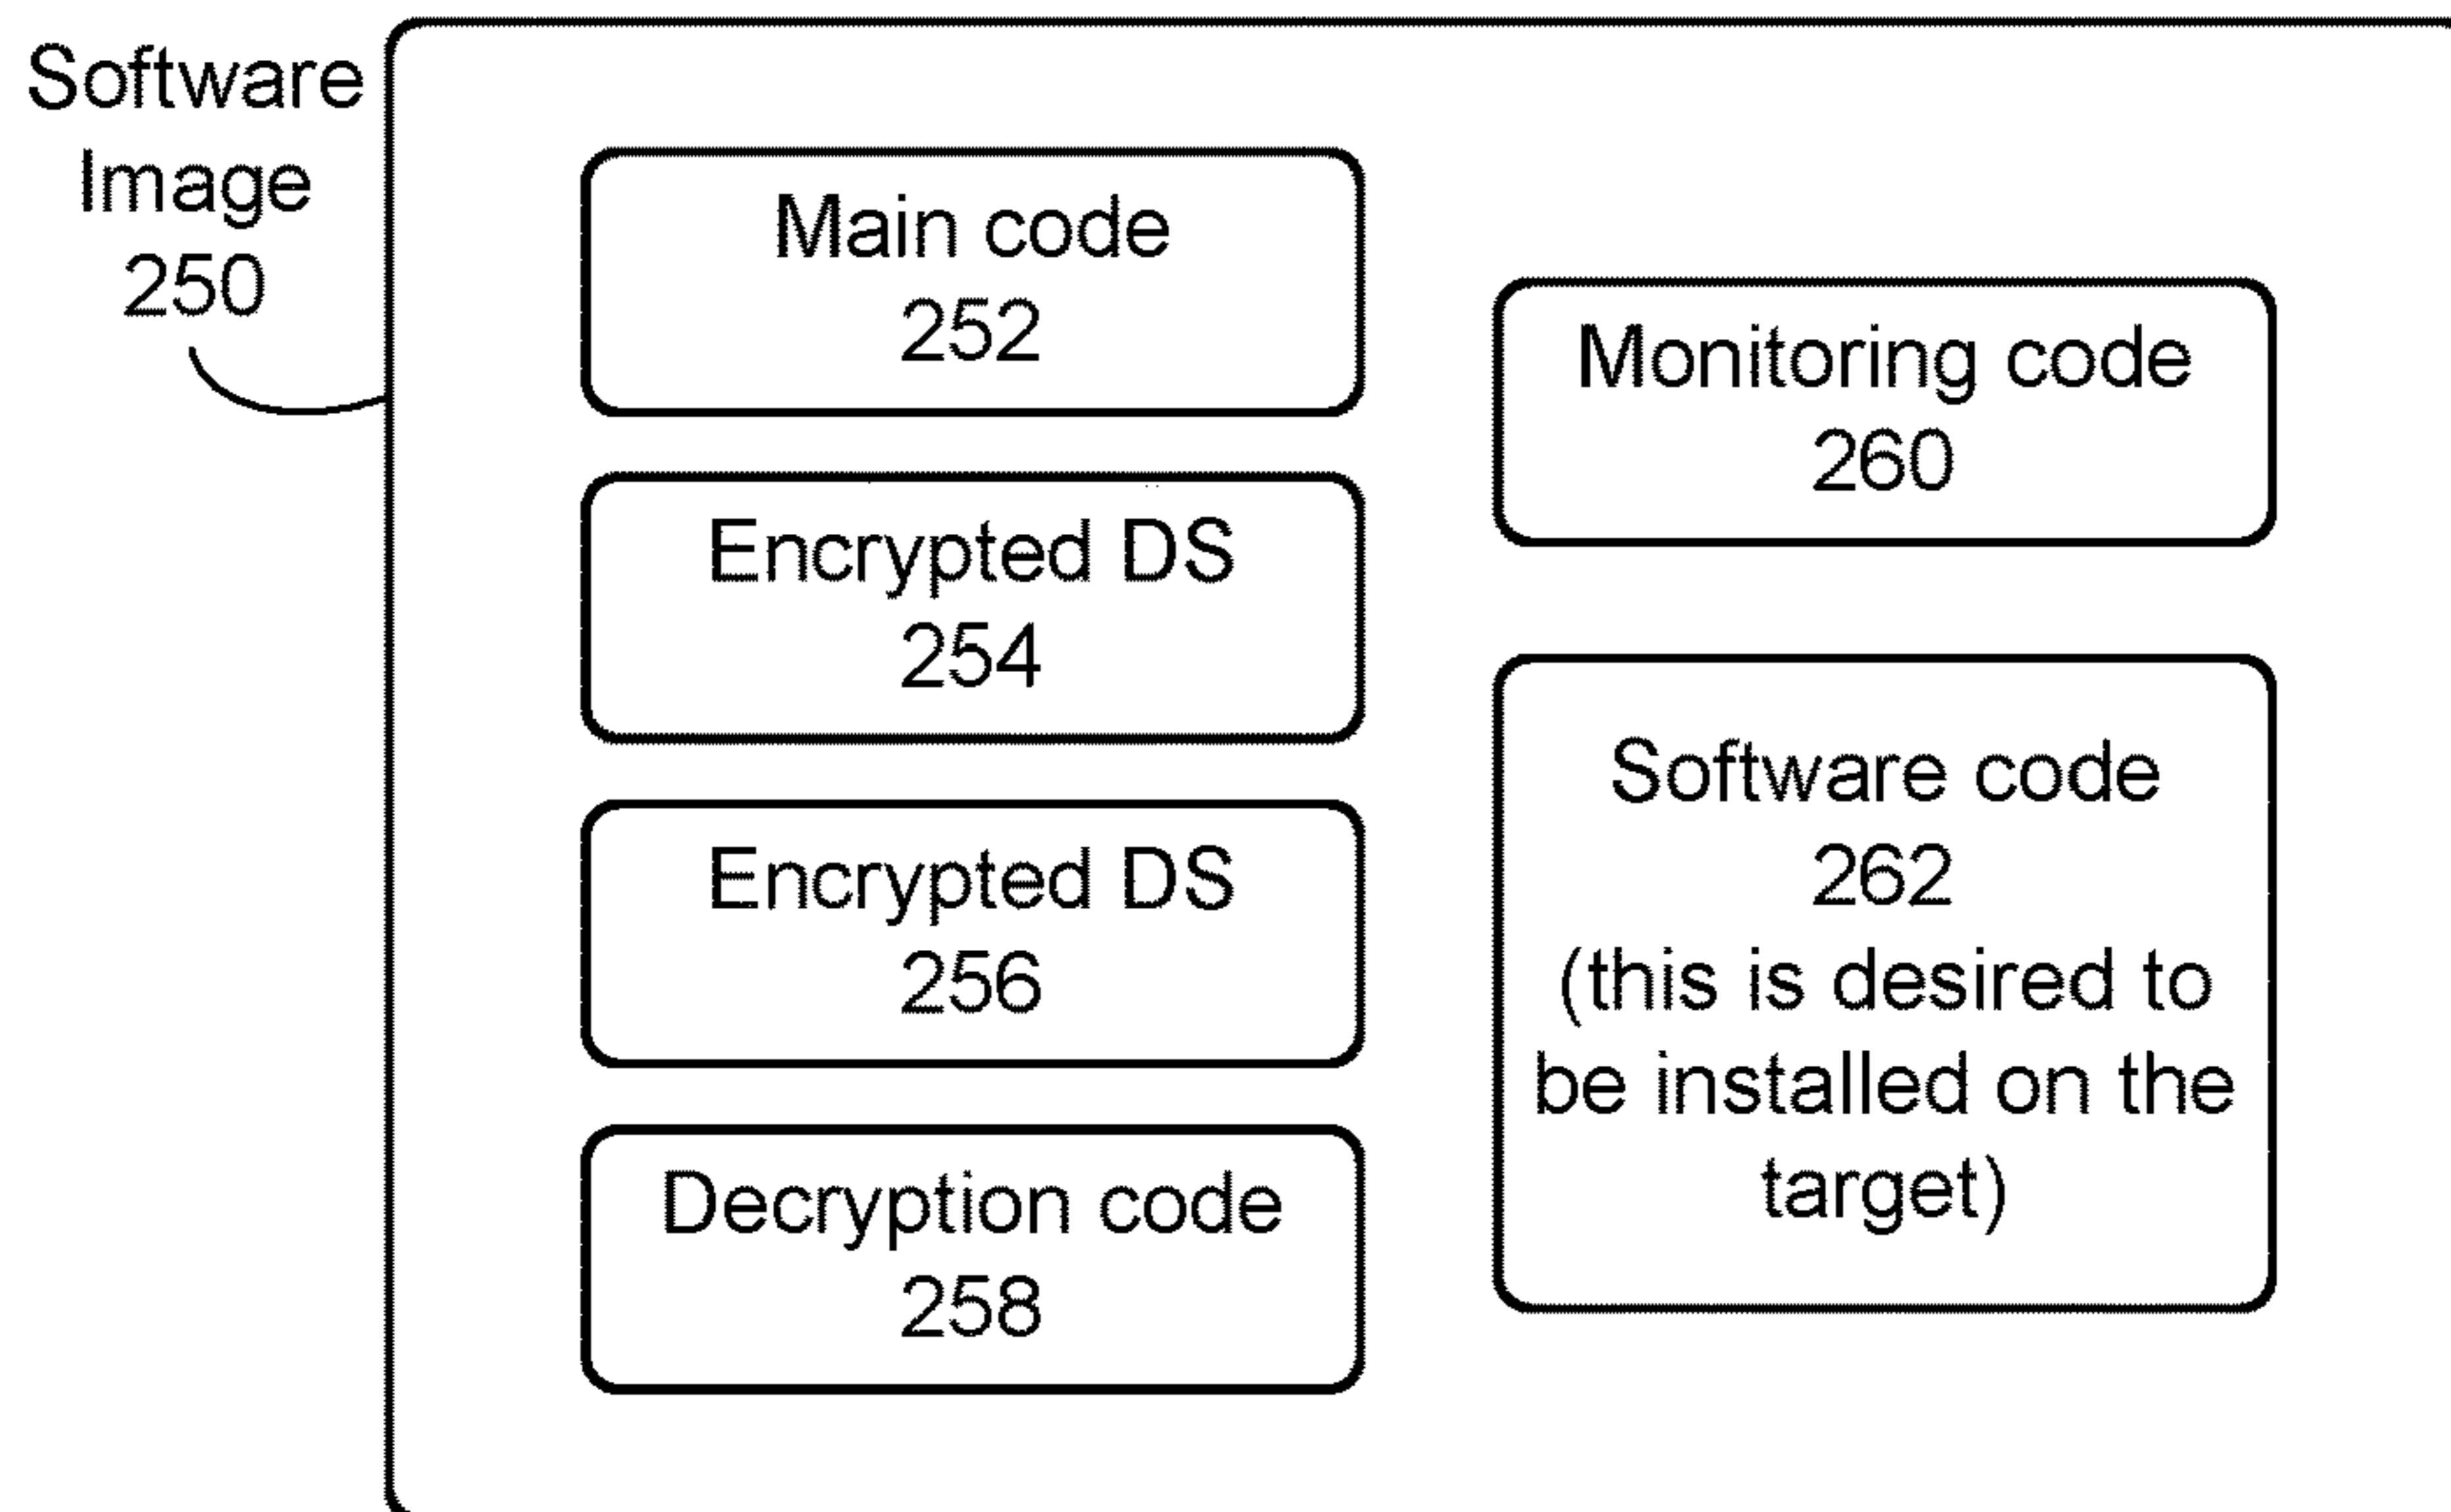 Software
Image
250
Main code
252
Encrypted DS
254
Encrypted DS
256
Decryption code
258
Monitoring code
260
Software code
262
(this is desired to
be installed on the
target)